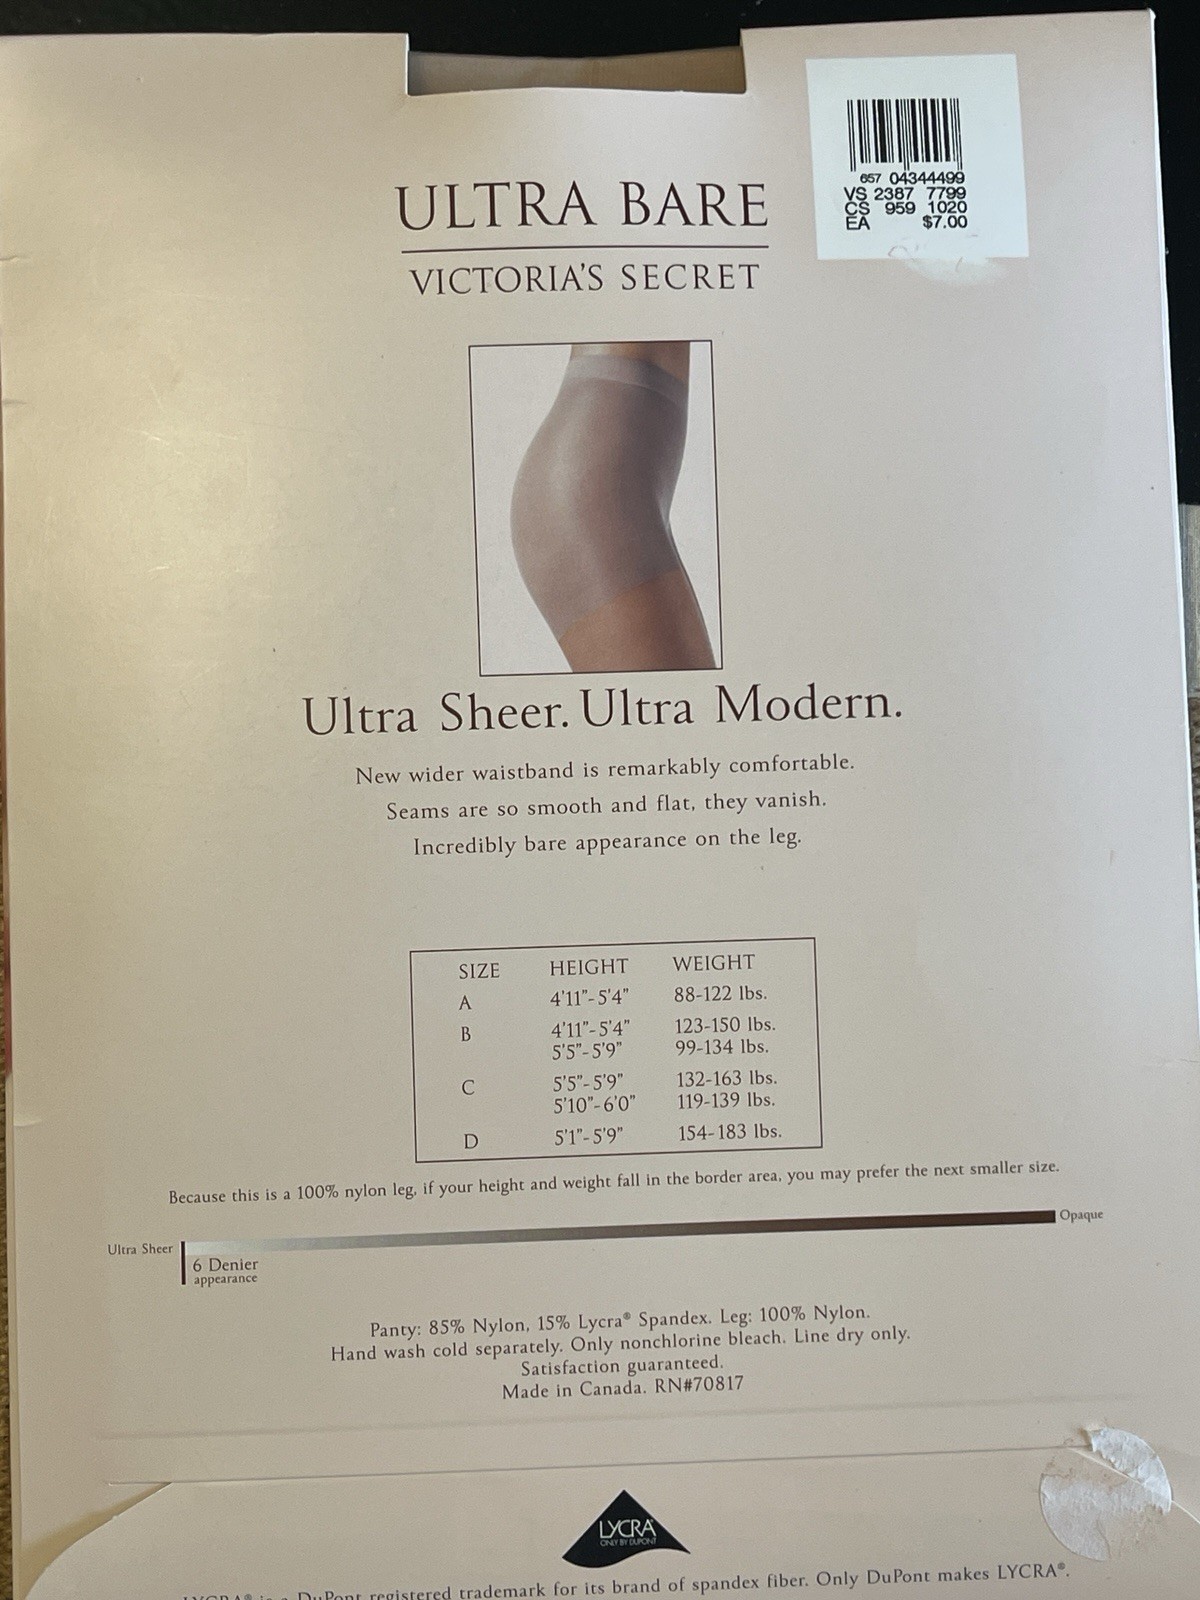 657 04344499
VS 2387 7799
CS 959 1020
EA $7.00
ULTRA BARE
VICTORIA'S SECRET
Ultra Sheer. Ultra Modern.
New wider waistband is remarkably comfortable.
Seams are so smooth and flat, they vanish.
Incredibly bare appearance on the leg.
SIZE HEIGHT WEIGHT
A 4'11"-5'4" 88-122 lbs.
B 4'11"-5'4" 123-150 lbs.
5'5"-5'9" 99-134 lbs.
C 5'5"-5'9" 132-163 lbs.
5'10"-6'0" 119-139 lbs.
D 5'1"-5'9" 154-183 lbs.
Because this is a 100% nylon leg, if your height and weight fall in the border area, you may prefer the next smaller size.
Ultra Sheer Opaque
6 Denier
appearance
Panty: 85% Nylon, 15% Lycra® Spandex. Leg: 100% Nylon.
Hand wash cold separately. Only nonchlorine bleach. Line dry only.
Satisfaction guaranteed.
Made in Canada. RN#70817
LYCRA®
ONLY BY DUPONT
LYCRA® is a DuPont registered trademark for its brand of spandex fiber. Only DuPont makes LYCRA®.